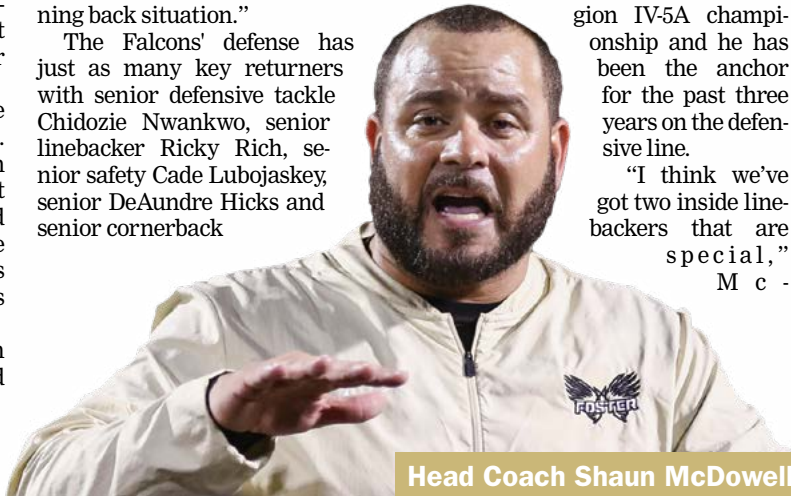 ning back situation.”
The Falcons' defense has
just as many key returners
with senior defensive tackle
Chidozie Nwankwo, senior
linebacker Ricky Rich, se-
nior safety Cade Lubojaskey,
senior DeAundre Hicks and
senior cornerback
gion IV-5A champi-
onship and he has
been the anchor
for the past three
years on the defen-
sive line.
“I think we’ve
got two inside line-
backers that are
special,”
Mc-
FOSTER
Head Coach Shaun McDowell